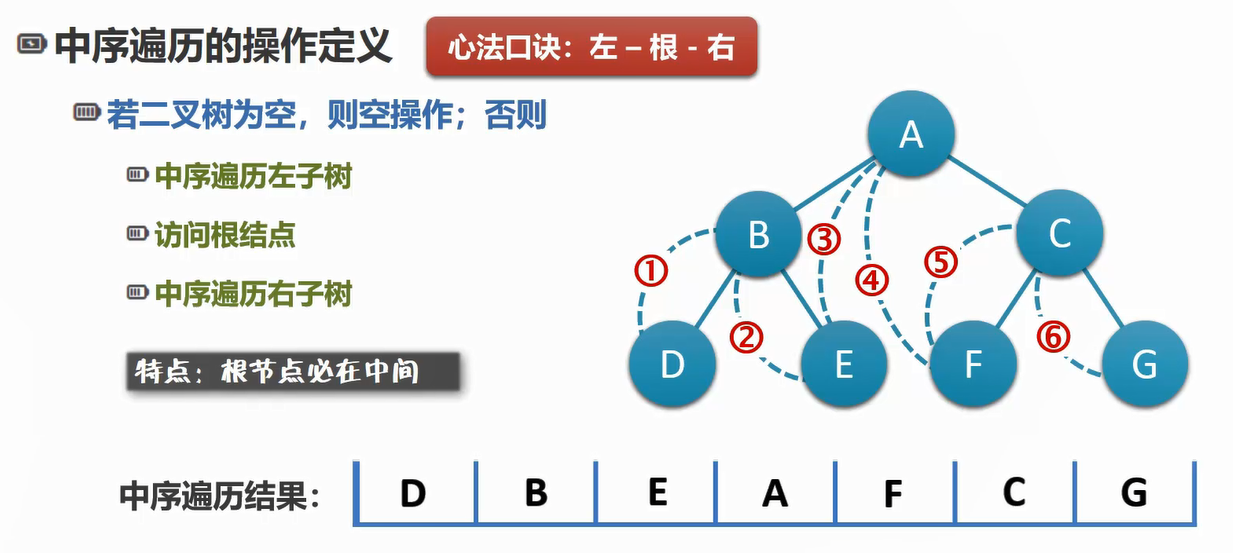 中序遍历的操作定义
心法口诀：左 – 根 - 右
若二叉树为空，则空操作；否则
中序遍历左子树
访问根结点
中序遍历右子树
特点：根节点必在中间
A
B
③
C
①
④
⑤
②
⑥
D
E
F
G
中序遍历结果：
D B E A F C G